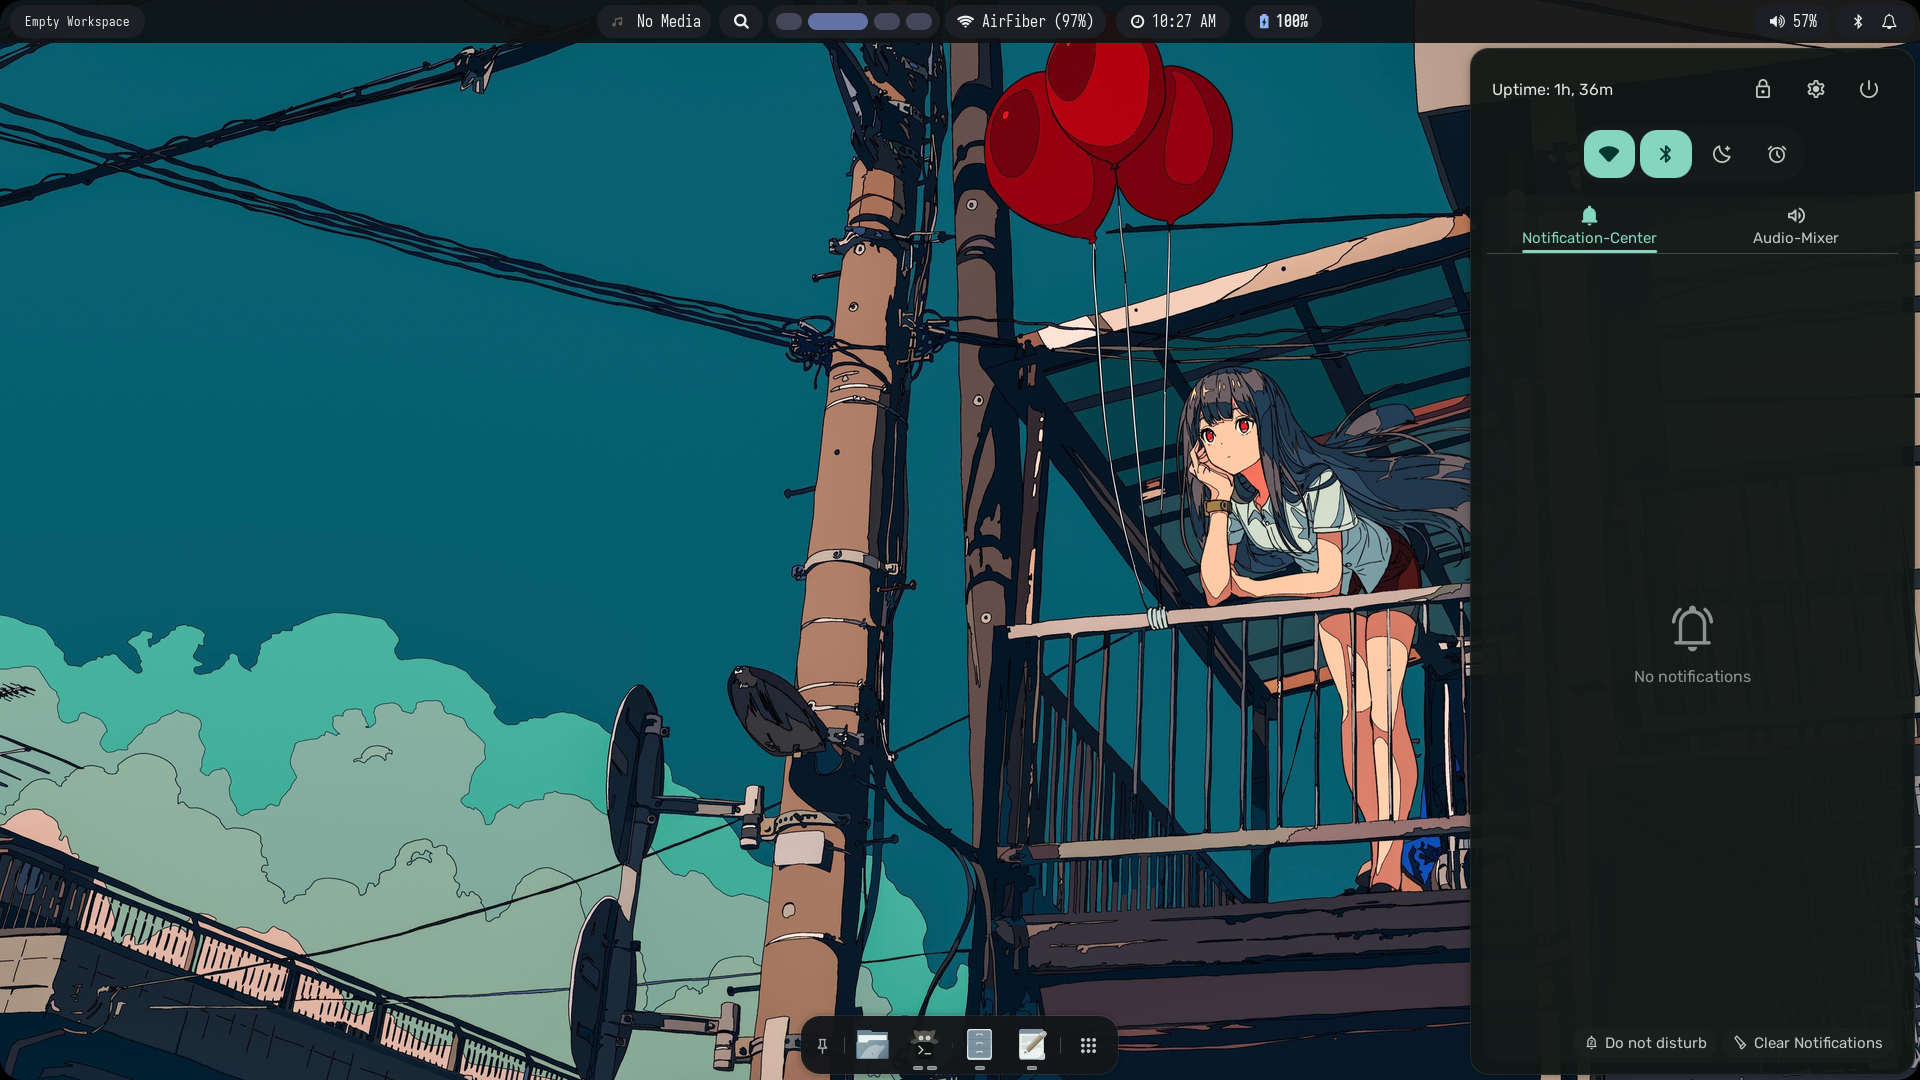 Empty Workspace
No Media
AirFiber (97%)
10:27 AM
100%
57%
Uptime: 1h, 36m
Notification-Center
Audio-Mixer
No notifications
Do not disturb
Clear Notifications